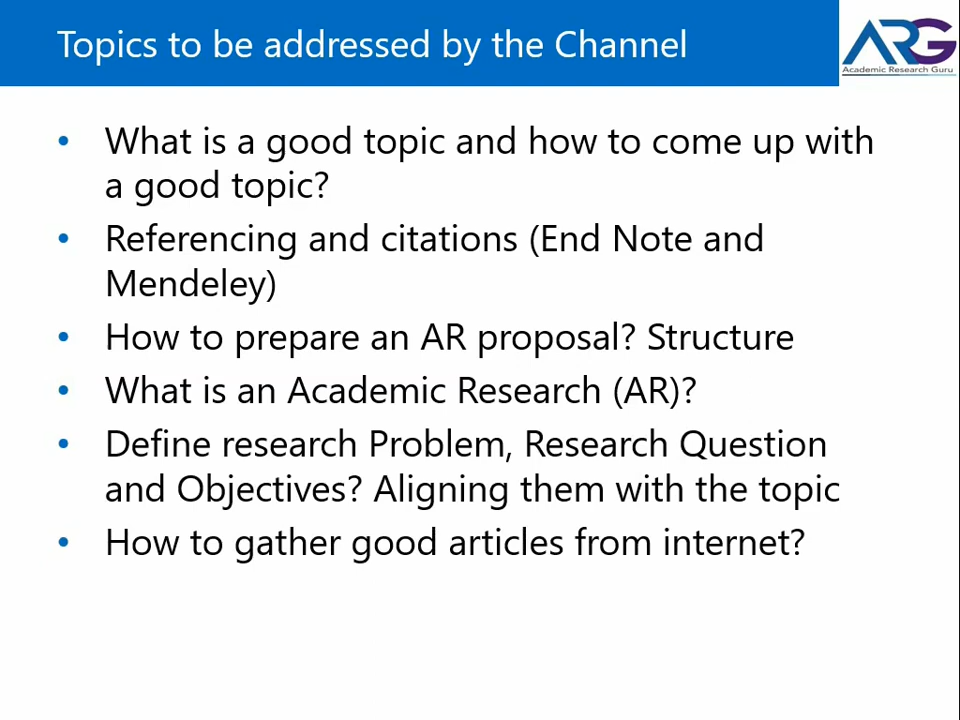 Topics to be addressed by the Channel
ARG
Academic Research Guru
• What is a good topic and how to come up with
a good topic?
• Referencing and citations (End Note and
Mendeley)
• How to prepare an AR proposal? Structure
• What is an Academic Research (AR)?
• Define research Problem, Research Question
and Objectives? Aligning them with the topic
• How to gather good articles from internet?